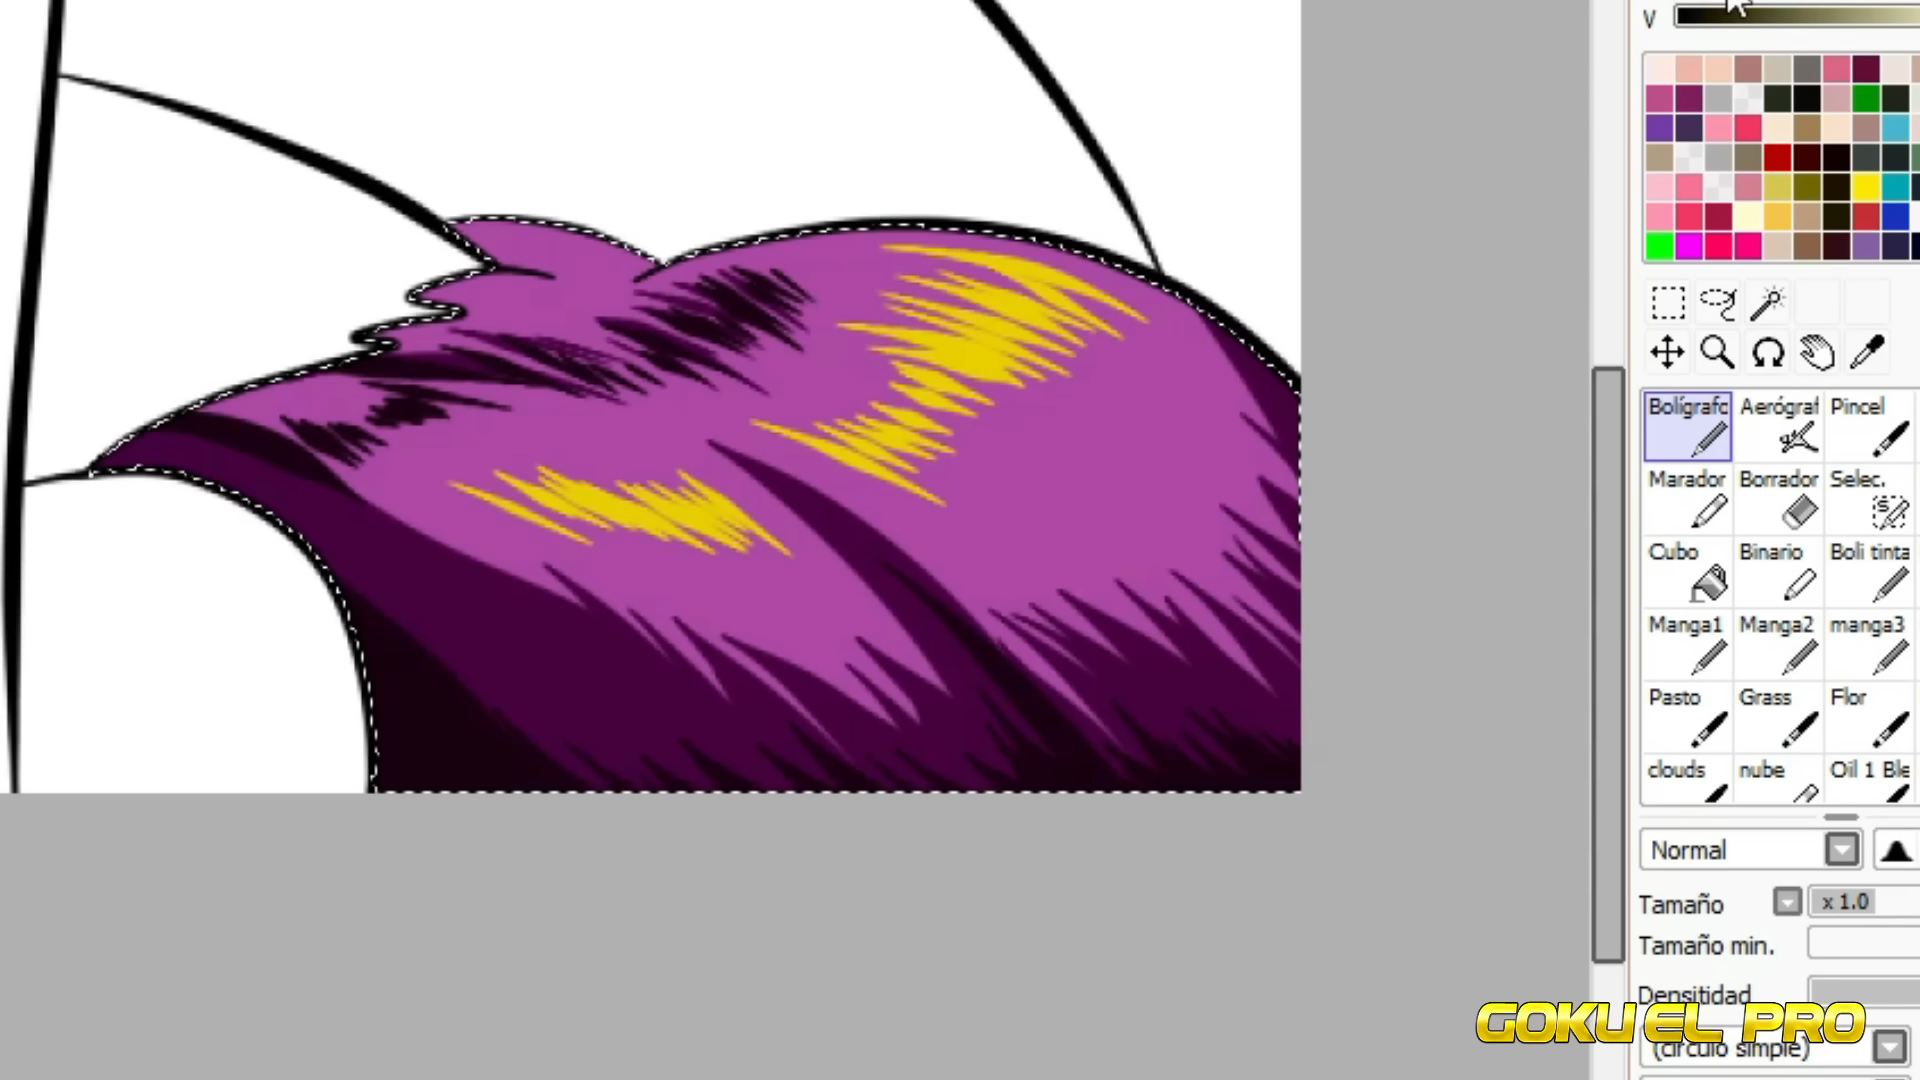 V
Bolígrafo Aerógraf Pincel
Marador Borrador Selec.
Cubo Binario Boli tinta
Manga1 Manga2 manga3
Pasto Grass Flor
clouds nube Oil 1 Ble
Normal
Tamaño x 1.0
Tamaño min.
Densitidad
GOKU EL PRO
(circulo simple)